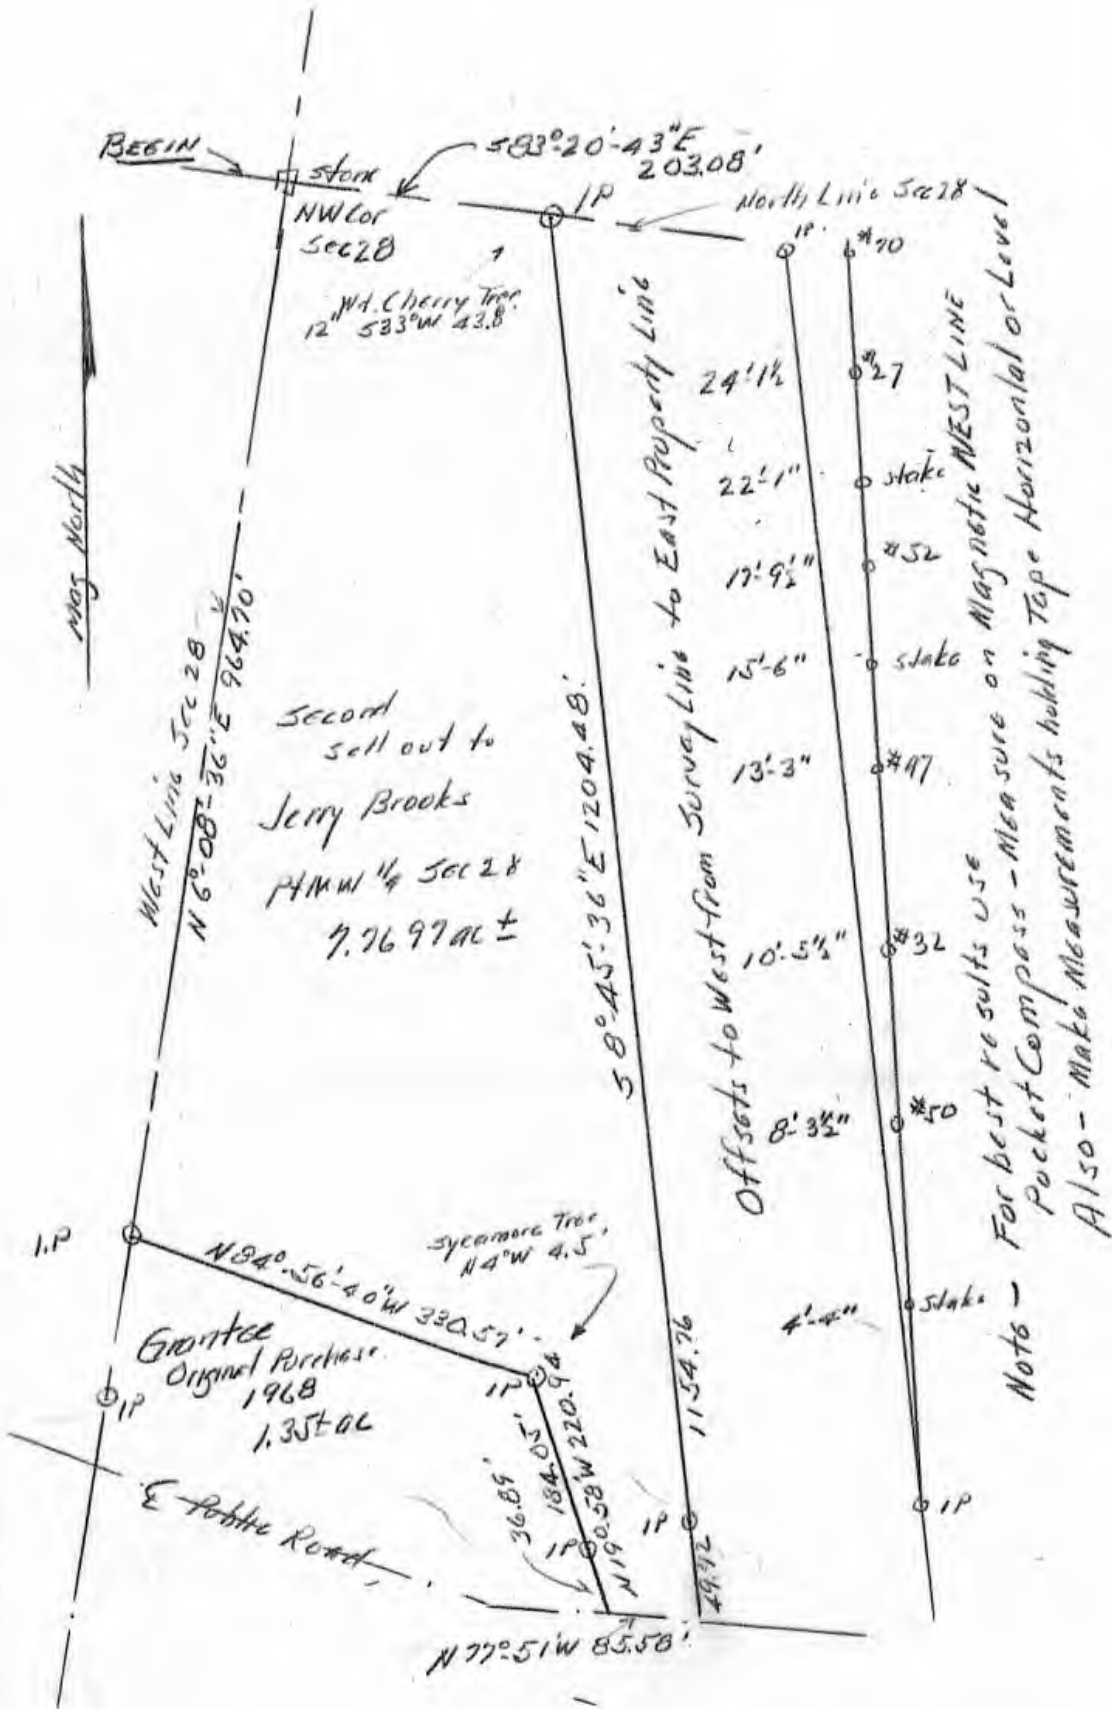 BEGIN
S83°-20'-43"E
203.08'
stone
NW Cor
Sec 28
IP
North Line Sec 28
12" Wd. Cherry Tree
S33°W 43.8'
Mag North
West Line Sec 28
N 6°-08'-36"E 964.70'
Second
sell out to
Jerry Brooks
Pt NW 1/4 Sec 28
7.7697 ac ±
S 8°-45'-36"E 1204.48'
1154.76
49.72
Offsets to West from Survey Line to East Property Line
IP
#70
24'-1½
#27
22'-1"
stake
17'-9½"
#52
15'-6"
stake
13'-3"
#47
10'-5½"
#32
8'-3½"
#50
4'-4"
stake
IP
Note - For best results use
Pocket Compass - Measure on Magnetic WEST LINE
Also - Make Measurements holding Tape Horizontal or Level
I.P
N84°-56'-40"W 330.57'
Sycamore Tree
N4°W 4.5'
Grantee
Original Purchase
1968
1.35± ac
IP
IP
36.89'
184.05'
N19°-58'W 220.94
IP
IP
℄ Public Road
N 77°-51'W 85.58'